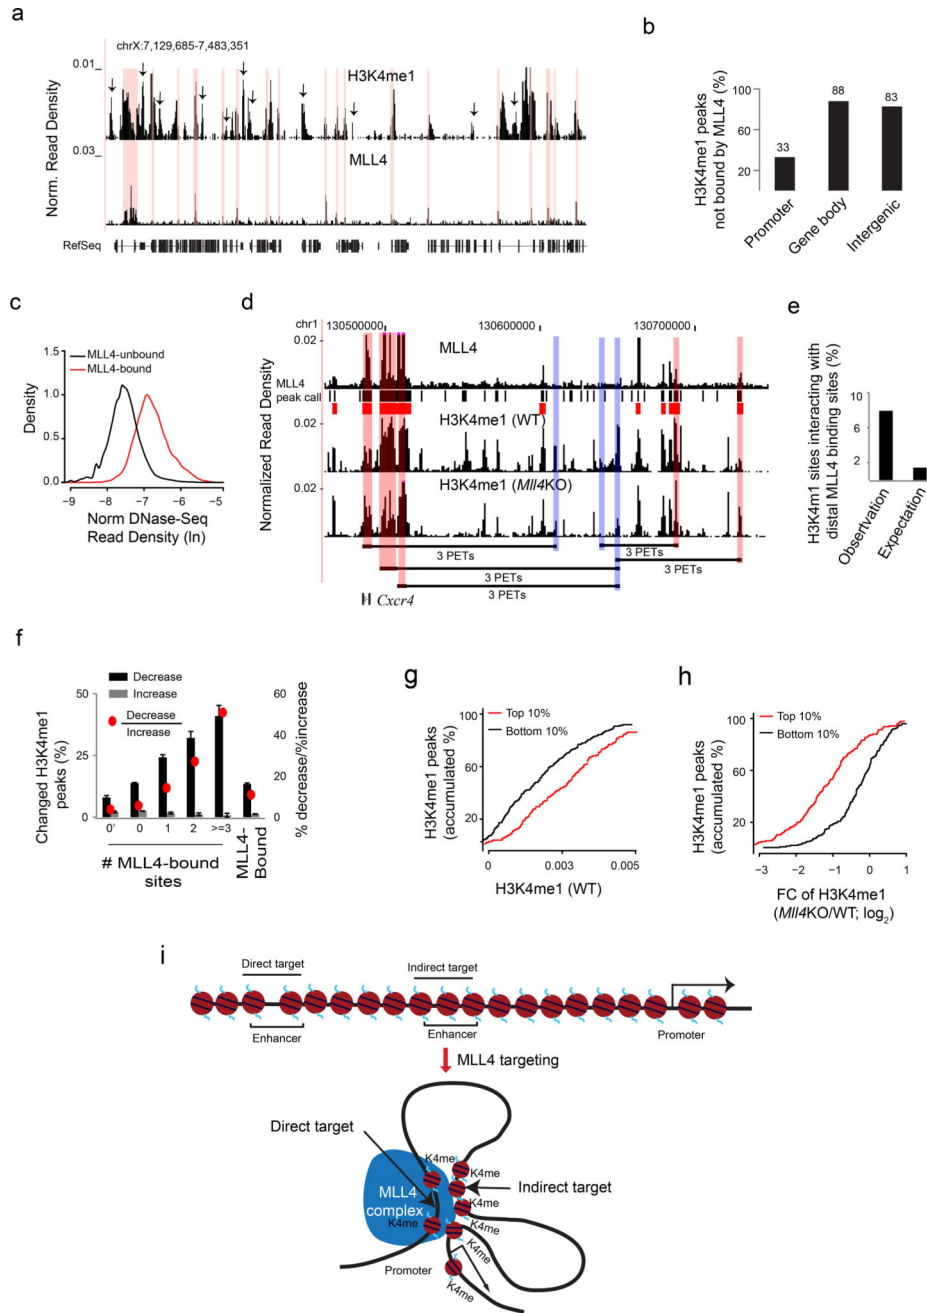 a
chrX:7,129,685-7,483,351
0.01
H3K4me1
0.03
MLL4
Norm. Read Density
RefSeq
b
H3K4me1 peaks
not bound by MLL4 (%)
100
60
20
33
88
83
Promoter
Gene body
Intergenic
c
MLL4-unbound
MLL4-bound
Density
1.5
1.0
0.5
0.0
−9
−8
−7
−6
−5
Norm DNase-Seq
Read Density (ln)
d
chr1
130500000
130600000
130700000
0.02
MLL4
MLL4
peak call
0.02
H3K4me1 (WT)
0.02
H3K4me1 (Mll4KO)
Normalized Read Density
3 PETs
3 PETs
3 PETs
3 PETs
Cxcr4
e
H3K4m1 sites interacting with
distal MLL4 binding sites (%)
10
8
6
2
Obsertvation
Expectation
f
Decrease
Increase
Decrease
Increase
Changed H3K4me1
peaks (%)
50
25
0
60
40
20
0
% decrease/%increase
0'
0
1
2
>=3
# MLL4-bound
sites
MLL4-
Bound
g
Top 10%
Bottom 10%
H3K4me1 peaks
(accumulated %)
100
60
20
0
0.003
0.005
H3K4me1 (WT)
h
Top 10%
Bottom 10%
H3K4me1 peaks
(accumulated %)
100
60
20
−3
−2
−1
0
1
FC of H3K4me1
(Mll4KO/WT; log2)
i
Direct target
Indirect target
Enhancer
Enhancer
Promoter
MLL4 targeting
Direct target
K4me
K4me
MLL4
complex
Indirect target
K4me
K4me
K4me
K4me
Promoter
K4me